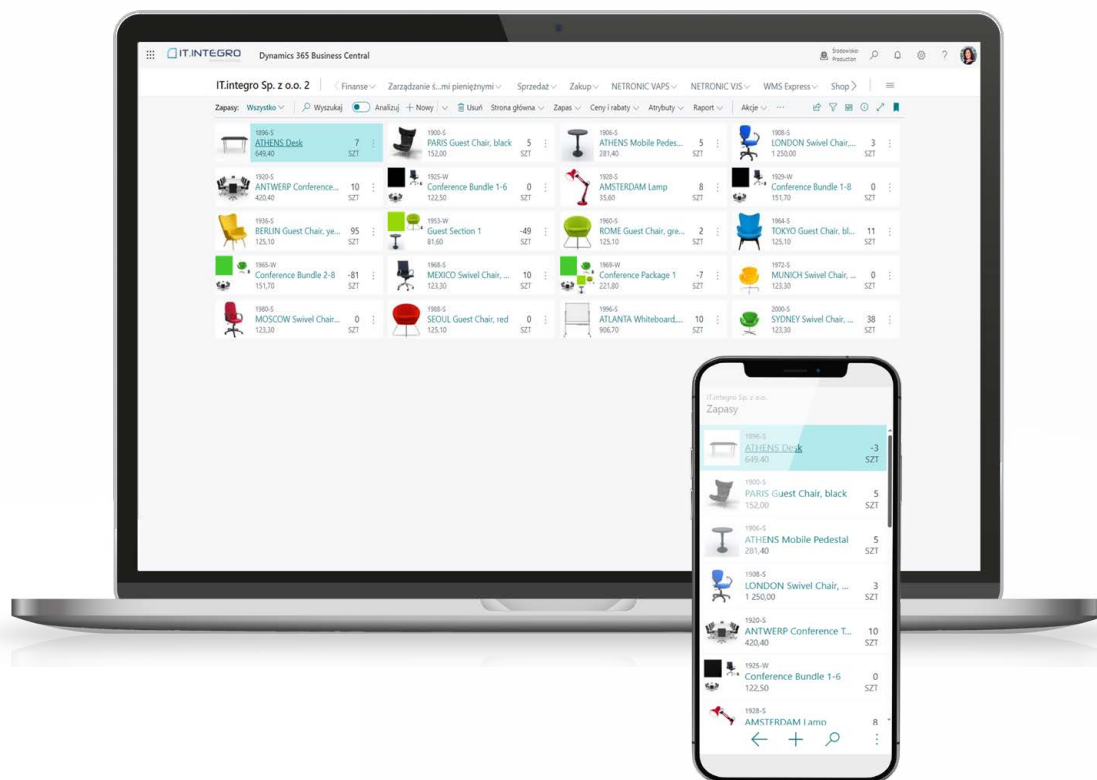 IT.INTEGRO
Dynamics 365 Business Central
Środowisko:
Production
?
IT.integro Sp. z o.o. 2
Finanse
Zarządzanie ś...mi pieniężnymi
Sprzedaż
Zakup
NETRONIC VAPS
NETRONIC VIS
WMS Express
Shop
Zapasy:
Wszystko
Wyszukaj
Analizuj
+ Nowy
Usuń
Strona główna
Zapas
Ceny i rabaty
Atrybuty
Raport
Akcje
...
1896-S
ATHENS Desk 7
649,40 SZT
1900-S
PARIS Guest Chair, black 5
152,00 SZT
1906-S
ATHENS Mobile Pedes... 5
281,40 SZT
1908-S
LONDON Swivel Chair,... 3
1 250,00 SZT
1920-S
ANTWERP Conference... 10
420,40 SZT
1925-W
Conference Bundle 1-6 0
122,50 SZT
1928-S
AMSTERDAM Lamp 8
35,60 SZT
1929-W
Conference Bundle 1-8 0
151,70 SZT
1936-S
BERLIN Guest Chair, ye... 95
125,10 SZT
1953-W
Guest Section 1 -49
81,60 SZT
1960-S
ROME Guest Chair, gre... 2
125,10 SZT
1964-S
TOKYO Guest Chair, bl... 11
125,10 SZT
1965-W
Conference Bundle 2-8 -81
151,70 SZT
1968-S
MEXICO Swivel Chair, ... 10
123,30 SZT
1969-W
Conference Package 1 -7
221,80 SZT
1972-S
MUNICH Swivel Chair, ... 0
123,30 SZT
1980-S
MOSCOW Swivel Chair... 0
123,30 SZT
1988-S
SEOUL Guest Chair, red 0
125,10 SZT
1996-S
ATLANTA Whiteboard,... 10
906,70 SZT
2000-S
SYDNEY Swivel Chair, ... 38
123,30 SZT
IT.integro Sp. z o.o.
Zapasy
1896-S
ATHENS Desk -3
649,40 SZT
1900-S
PARIS Guest Chair, black 5
152,00 SZT
1906-S
ATHENS Mobile Pedestal 5
281,40 SZT
1908-S
LONDON Swivel Chair, ... 3
1 250,00 SZT
1920-S
ANTWERP Conference T... 10
420,40 SZT
1925-W
Conference Bundle 1-6 0
122,50 SZT
1928-S
AMSTERDAM Lamp 8